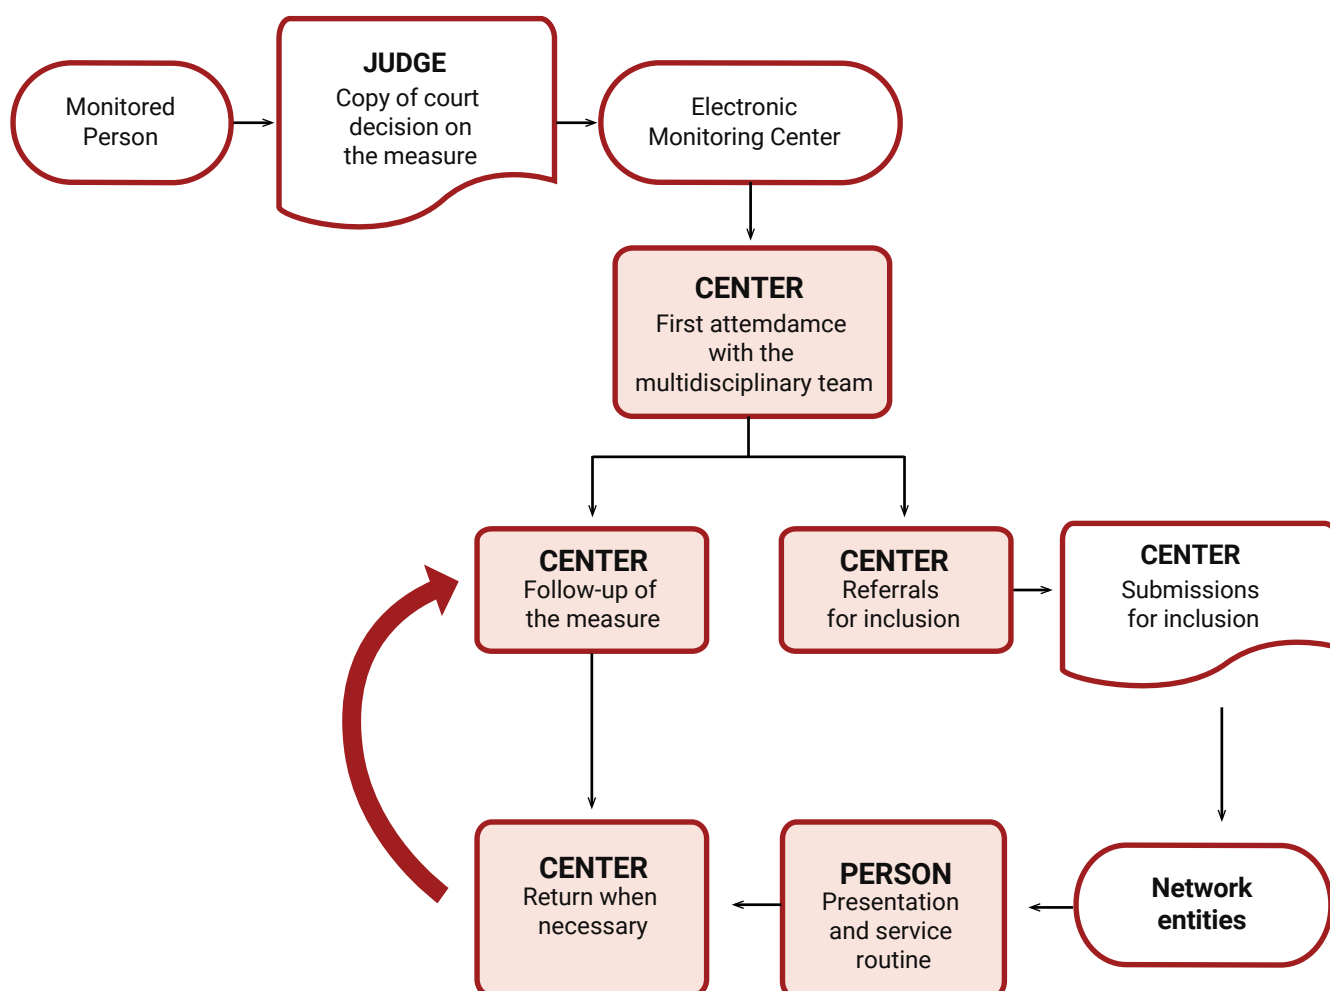 Monitored
Person
JUDGE
Copy of court
decision on
the measure
Electronic
Monitoring Center
CENTER
First attemdamce
with the
multidisciplinary team
CENTER
Follow-up of
the measure
CENTER
Referrals
for inclusion
CENTER
Submissions
for inclusion
CENTER
Return when
necessary
PERSON
Presentation
and service
routine
Network
entities